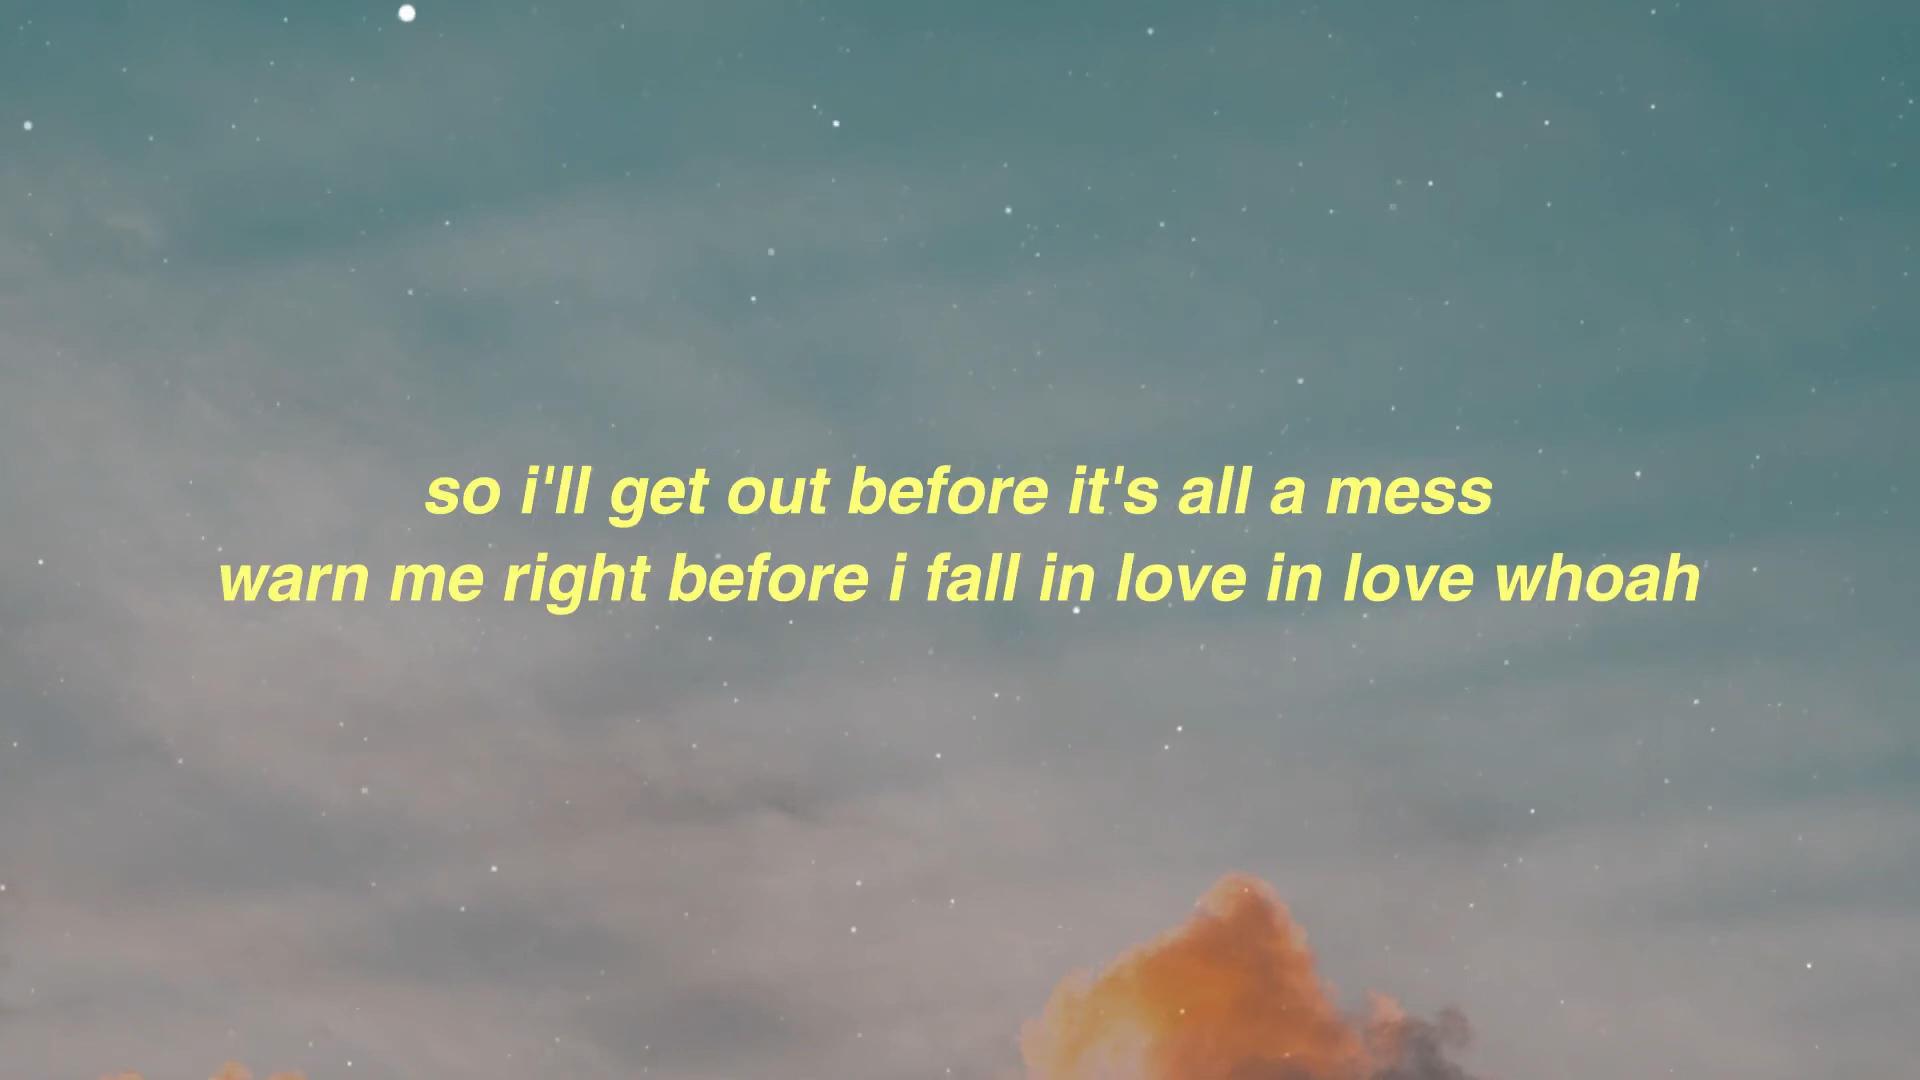 so i'll get out before it's all a mess
warn me right before i fall in love in love whoah